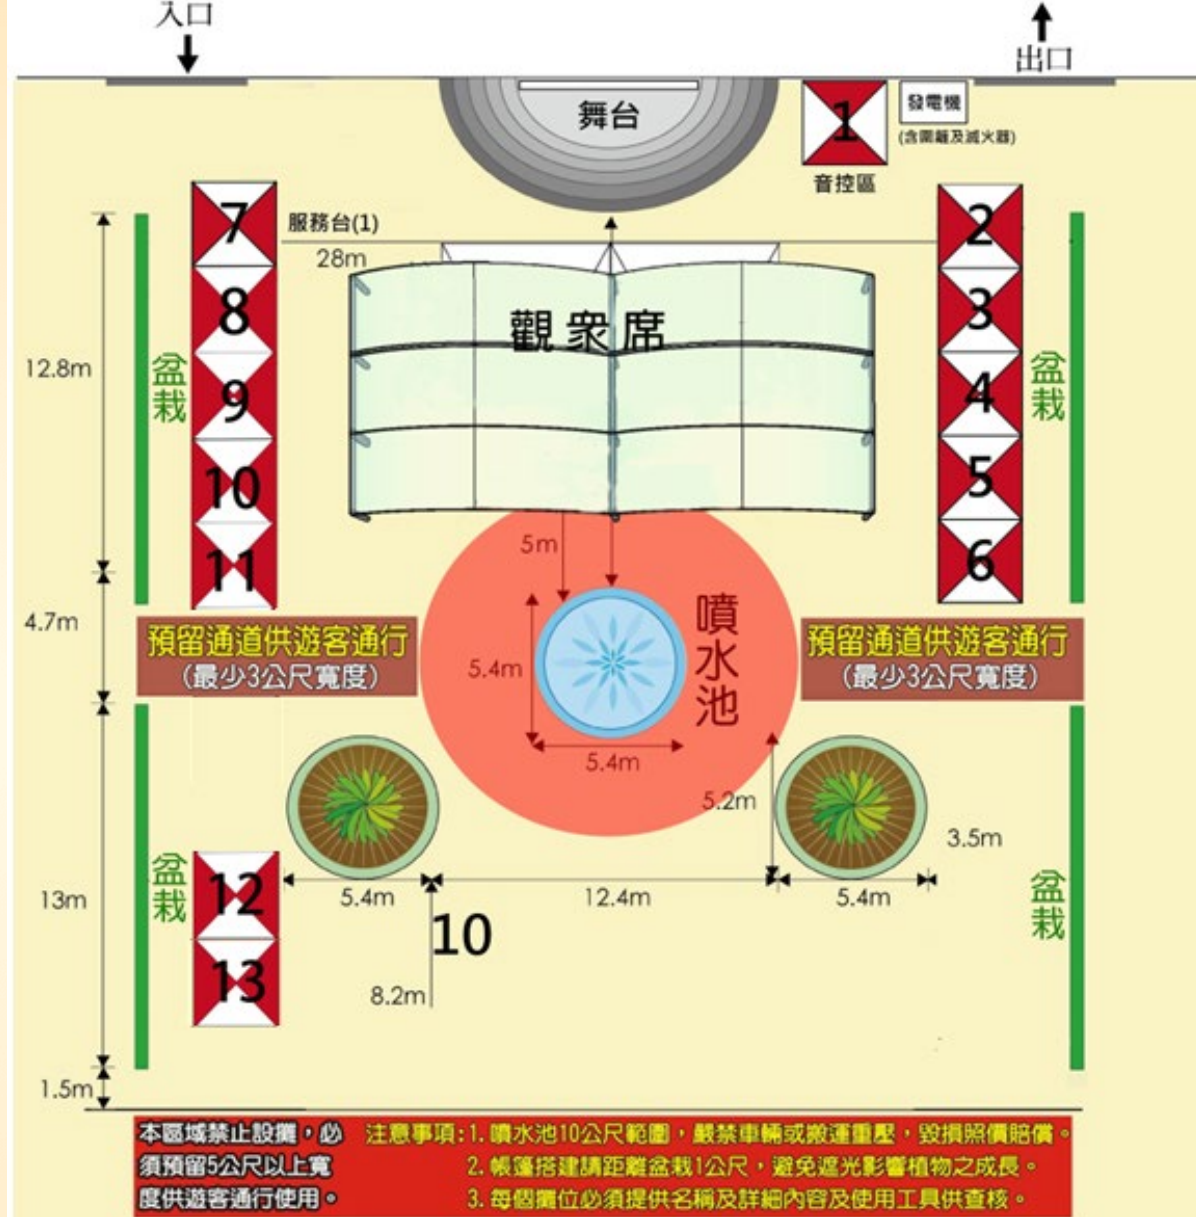 入口
出口
舞台
1
發電機
(含圍籬及滅火器)
音控區
7
服務台(1)
2
28m
8
觀眾席
3
12.8m
盆栽
9
4
盆栽
10
5
11
5m
6
4.7m
預留通道供遊客通行
(最少3公尺寬度)
5.4m
噴水池
預留通道供遊客通行
(最少3公尺寬度)
5.4m
5.2m
3.5m
盆栽
12
13m
5.4m
12.4m
5.4m
盆栽
10
13
8.2m
1.5m
本區域禁止設攤，必
須預留5公尺以上寬
度供遊客通行使用。
注意事項:1. 噴水池10公尺範圍，嚴禁車輛或搬運重壓，毀損照價賠償。
2. 帳篷搭建請距離盆栽1公尺，避免遮光影響植物之成長。
3. 每個攤位必須提供名稱及詳細內容及使用工具供查核。